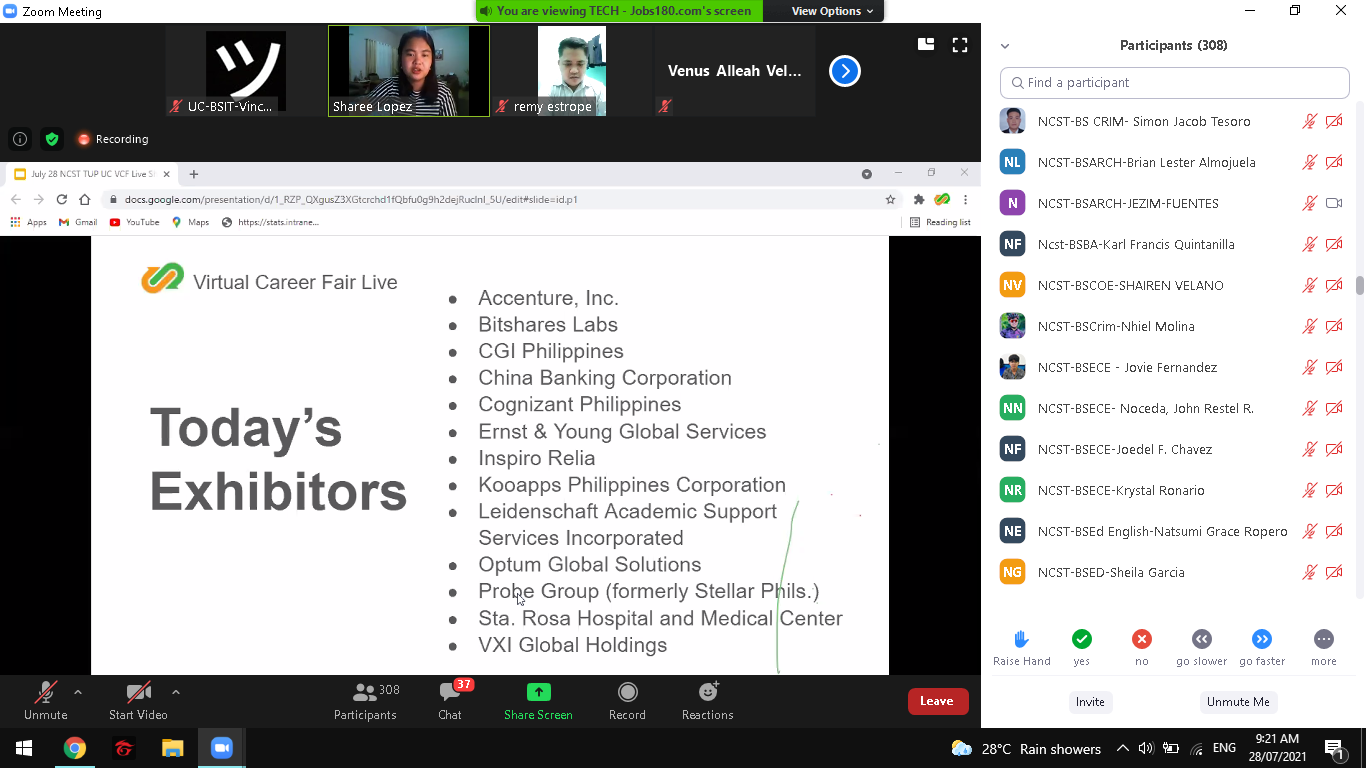 Zoom Meeting
You are viewing TECH - Jobs180.com's screen
View Options
ツ
UC-BSIT-Vinc...
Sharee Lopez
remy estrope
Venus Alleah Vel...
Recording
July 28 NCST TUP UC VCF Live Sl
docs.google.com/presentation/d/1_RZP_QXgusZ3XGtcrchd1fQbfu0g9h2dejRucInI_5U/edit#slide=id.p1
Apps
Gmail
YouTube
Maps
https://stats.intrane...
Reading list
Virtual Career Fair Live
Today's
Exhibitors
• Accenture, Inc.
• Bitshares Labs
• CGI Philippines
• China Banking Corporation
• Cognizant Philippines
• Ernst & Young Global Services
• Inspiro Relia
• Kooapps Philippines Corporation
• Leidenschaft Academic Support
Services Incorporated
• Optum Global Solutions
• Probe Group (formerly Stellar Phils.)
• Sta. Rosa Hospital and Medical Center
• VXI Global Holdings
Participants (308)
Find a participant
NCST-BS CRIM- Simon Jacob Tesoro
NL NCST-BSARCH-Brian Lester Almojuela
N NCST-BSARCH-JEZIM-FUENTES
NF Ncst-BSBA-Karl Francis Quintanilla
NV NCST-BSCOE-SHAIREN VELANO
NCST-BSCrim-Nhiel Molina
NCST-BSECE - Jovie Fernandez
NN NCST-BSECE- Noceda, John Restel R.
NF NCST-BSECE-Joedel F. Chavez
NR NCST-BSECE-Krystal Ronario
NE NCST-BSEd English-Natsumi Grace Ropero
NG NCST-BSED-Sheila Garcia
Raise Hand
yes
no
go slower
go faster
more
Invite
Unmute Me
Unmute
Start Video
308
Participants
37
Chat
Share Screen
Record
Reactions
Leave
28°C Rain showers
ENG
9:21 AM
28/07/2021
1